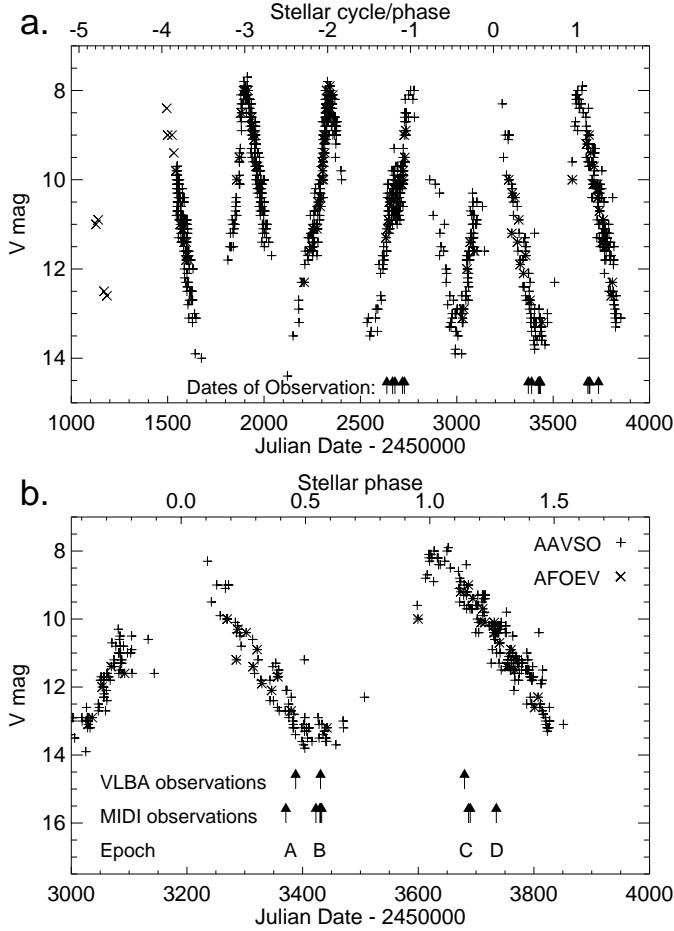 a.
Stellar cycle/phase
-5 -4 -3 -2 -1 0 1
V mag
8
10
12
14
Dates of Observation:
1000 1500 2000 2500 3000 3500 4000
Julian Date - 2450000
b.
Stellar phase
0.0 0.5 1.0 1.5
V mag
8
10
12
14
16
AAVSO
AFOEV
VLBA observations
MIDI observations
Epoch A B C D
3000 3200 3400 3600 3800 4000
Julian Date - 2450000